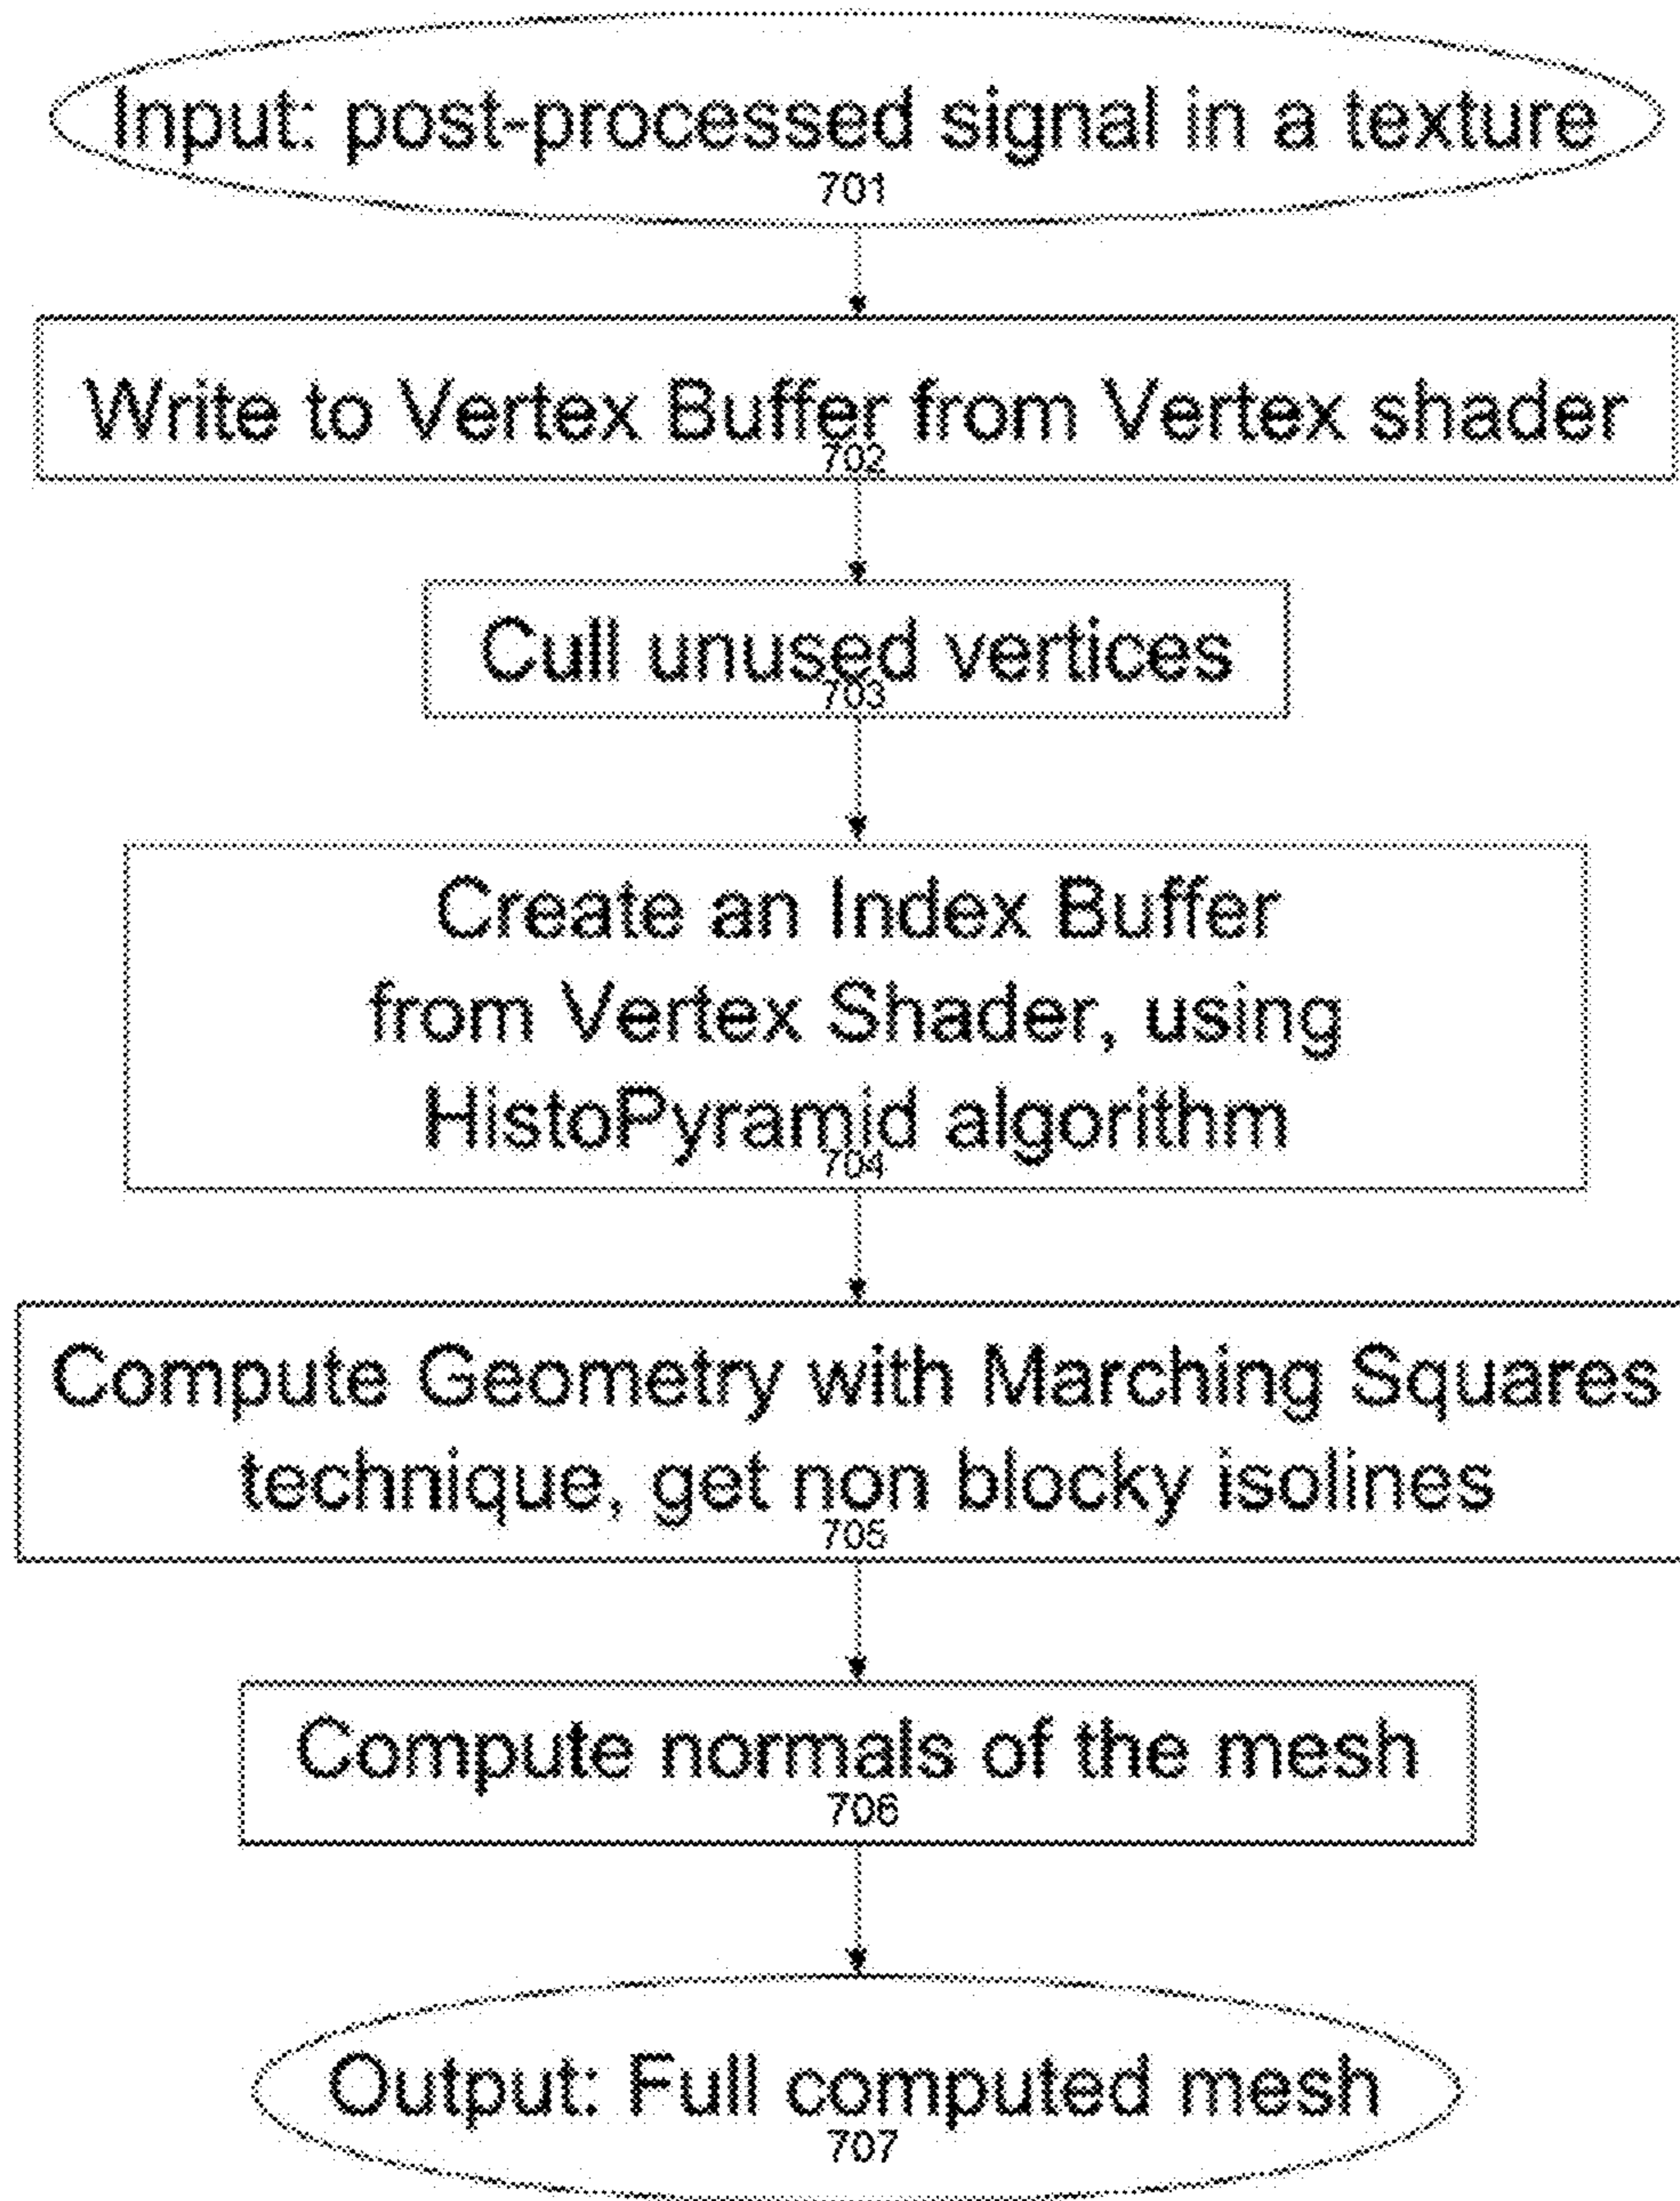 Input: post-processed signal in a texture
701
Write to Vertex Buffer from Vertex shader
702
Cull unused vertices
703
Create an Index Buffer
from Vertex Shader, using
HistoPyramid algorithm
704
Compute Geometry with Marching Squares
technique, get non blocky isolines
705
Compute normals of the mesh
706
Output: Full computed mesh
707